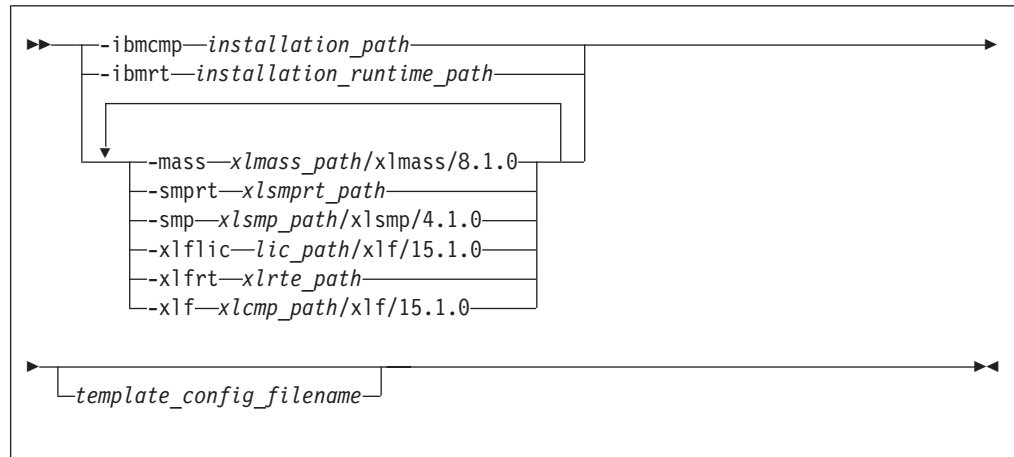 -ibmcmp installation_path
-ibmrt installation_runtime_path
-mass xlmass_path/xlmass/8.1.0
-smprt xlsmprt_path
-smp xlsmp_path/xlsmp/4.1.0
-xlflic lic_path/xlf/15.1.0
-xlfrt xlrte_path
-xlf xlcmp_path/xlf/15.1.0
template_config_filename